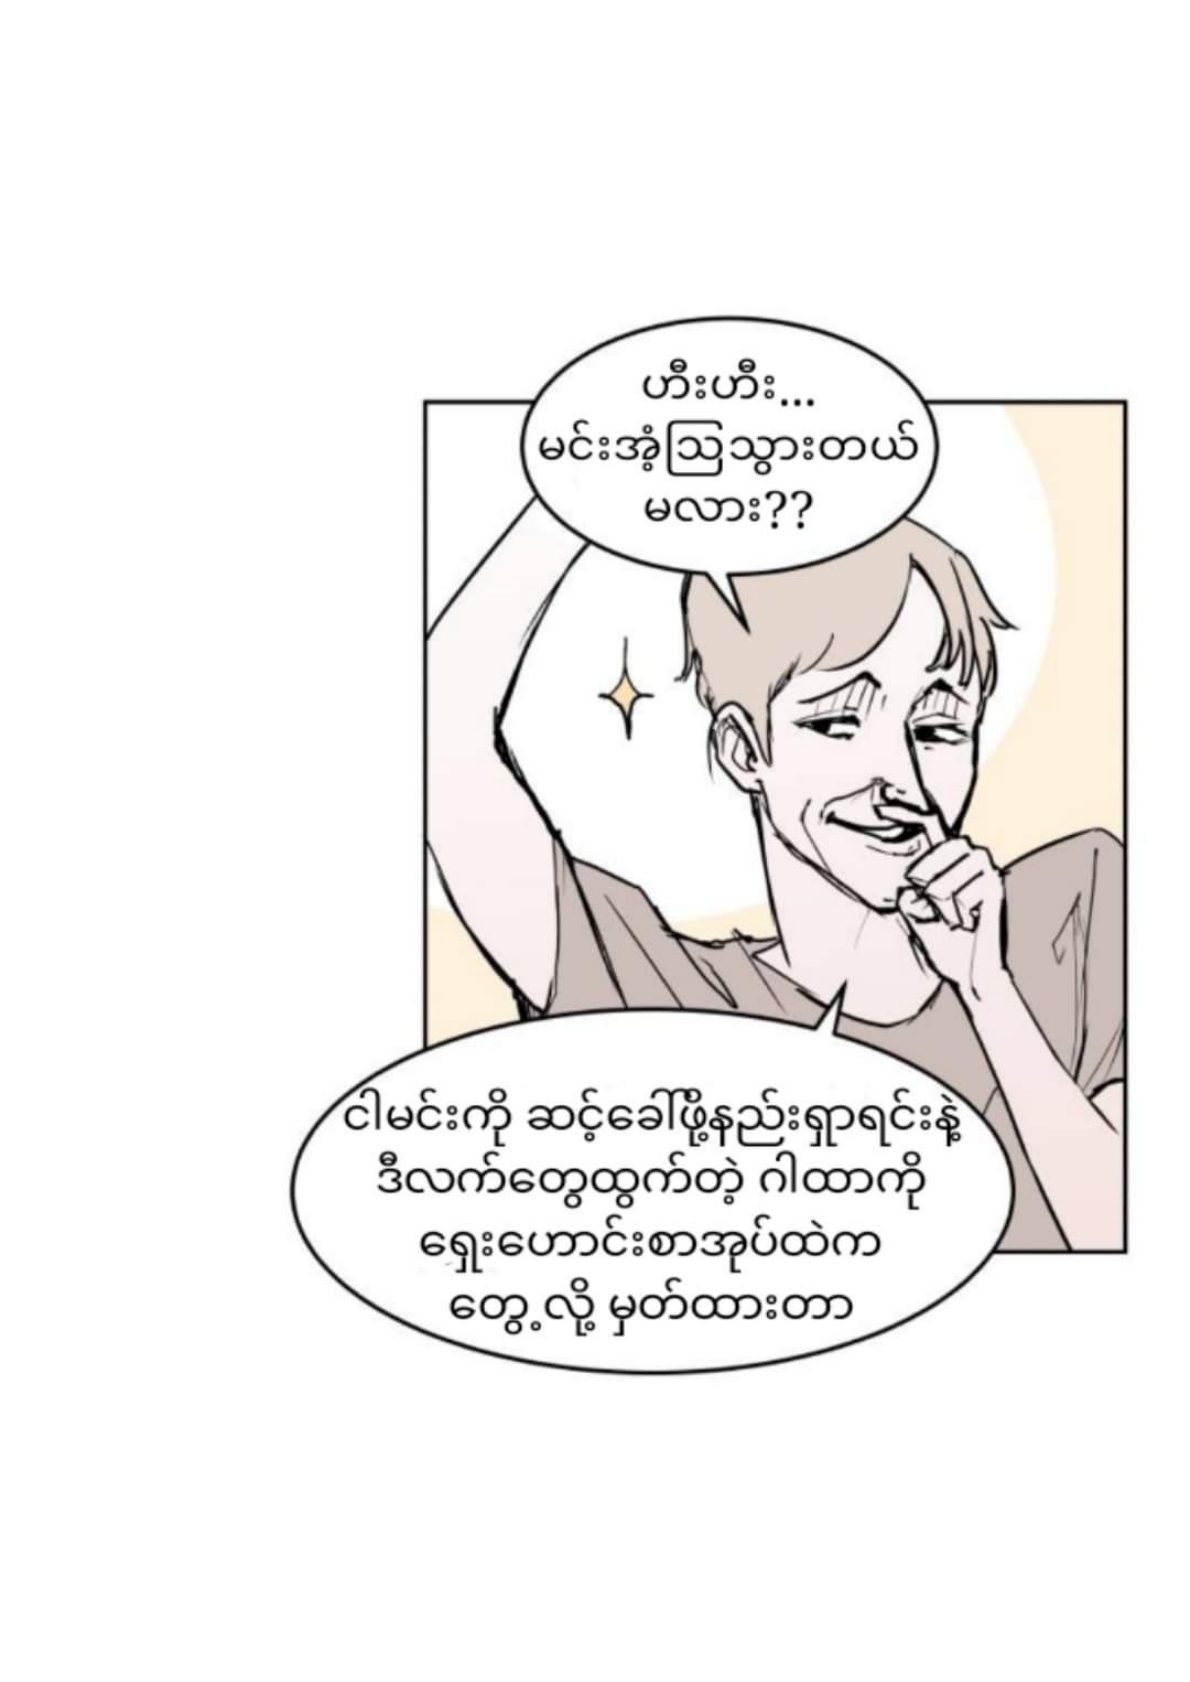 ဟီးဟီး...
မင်းအံ့ဩသွားတယ်
မလား??
ငါမင်းကို ဆင့်ခေါ်ဖို့နည်းရှာရင်းနဲ့
ဒီလက်တွေထွက်တဲ့ ဂါထာကို
ရှေးဟောင်းစာအုပ်ထဲက
တွေ့လို့ မှတ်ထားတာ